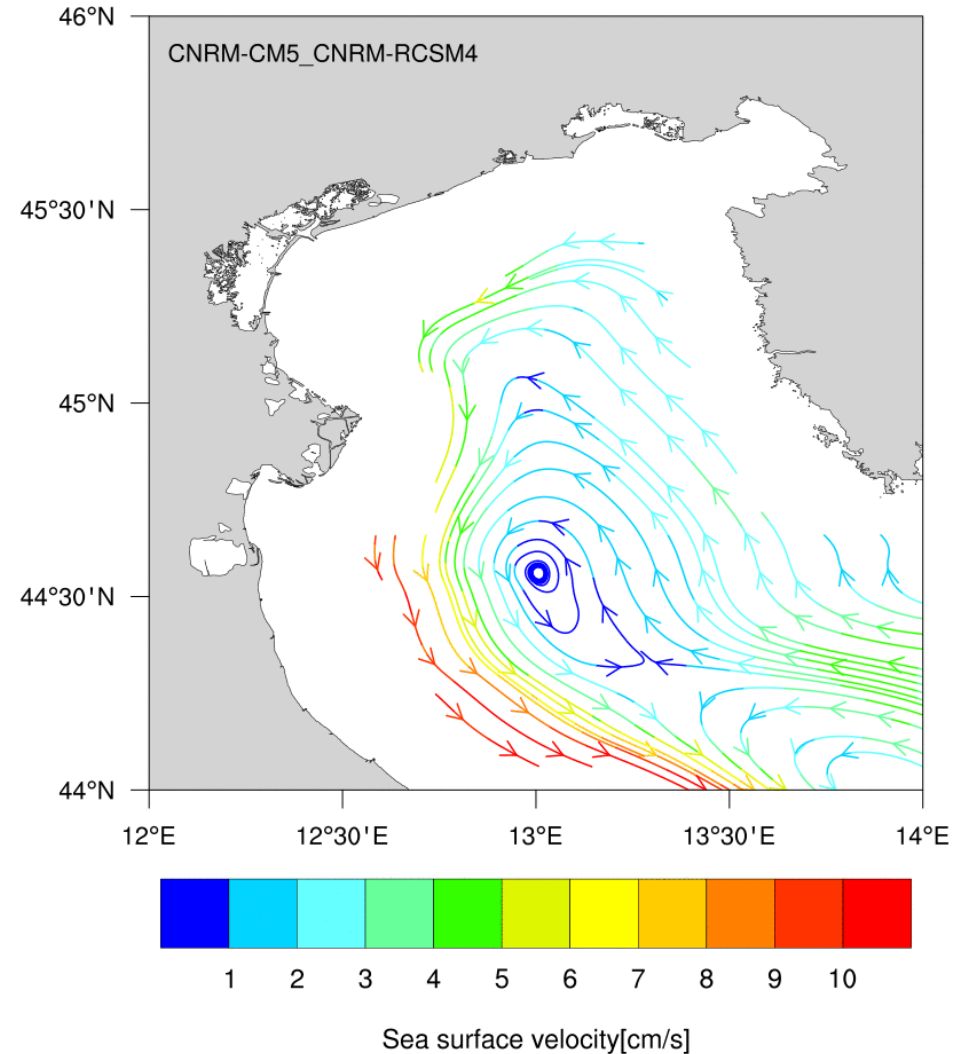 46°N
CNRM-CM5_CNRM-RCSM4
45°30'N
45°N
44°30'N
44°N
12°E 12°30'E 13°E 13°30'E 14°E
1 2 3 4 5 6 7 8 9 10
Sea surface velocity[cm/s]